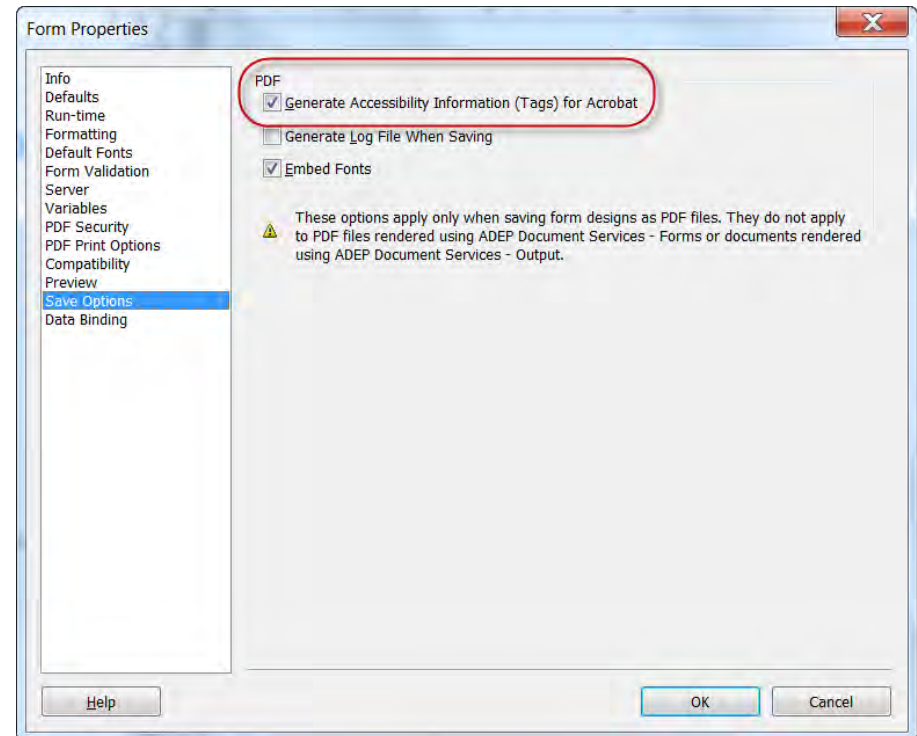 Form Properties
Info
Defaults
Run-time
Formatting
Default Fonts
Form Validation
Server
Variables
PDF Security
PDF Print Options
Compatibility
Preview
Save Options
Data Binding
PDF
Generate Accessibility Information (Tags) for Acrobat
Generate Log File When Saving
Embed Fonts
These options apply only when saving form designs as PDF files. They do not apply
to PDF files rendered using ADEP Document Services - Forms or documents rendered
using ADEP Document Services - Output.
Help
OK
Cancel